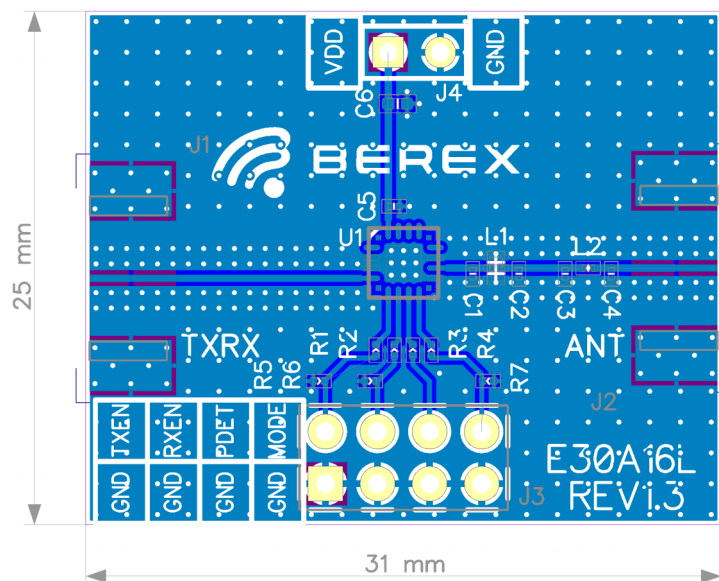 VDD
GND
C6
J4
J1
BEREX
C5
U1
L1
L2
C1
C2
C3
C4
25 mm
TXRX
R1
R2
R3
R4
ANT
R5
R6
R7
J2
TXEN
RXEN
PDET
MODE
GND
GND
GND
GND
E30A16L
REV1.3
J3
31 mm